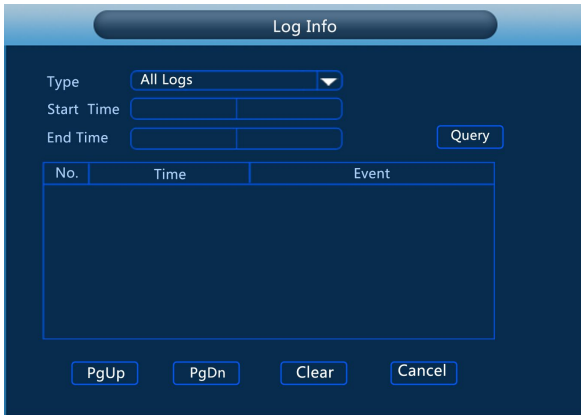 Log Info
Type All Logs
Start Time
End Time Query
No. Time Event
PgUp PgDn Clear Cancel